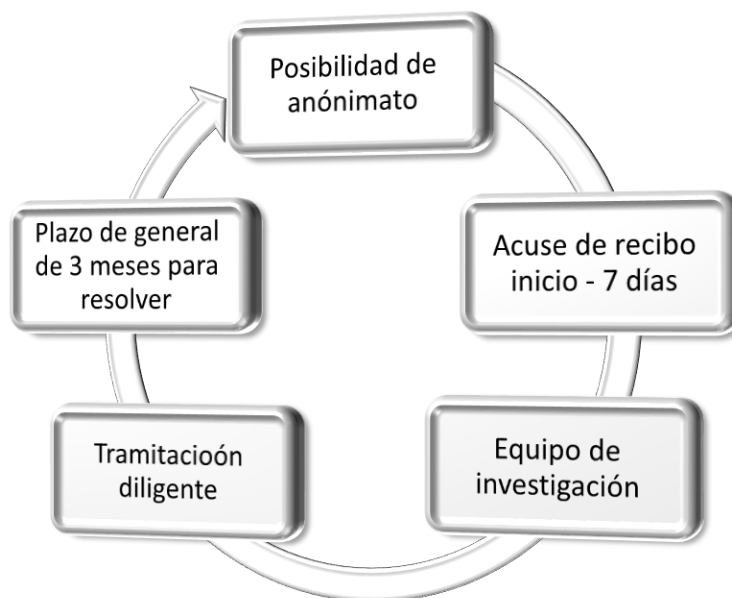 Posibilidad de
anónimato
Acuse de recibo
inicio - 7 días
Equipo de
investigación
Tramitacioón
diligente
Plazo de general
de 3 meses para
resolver